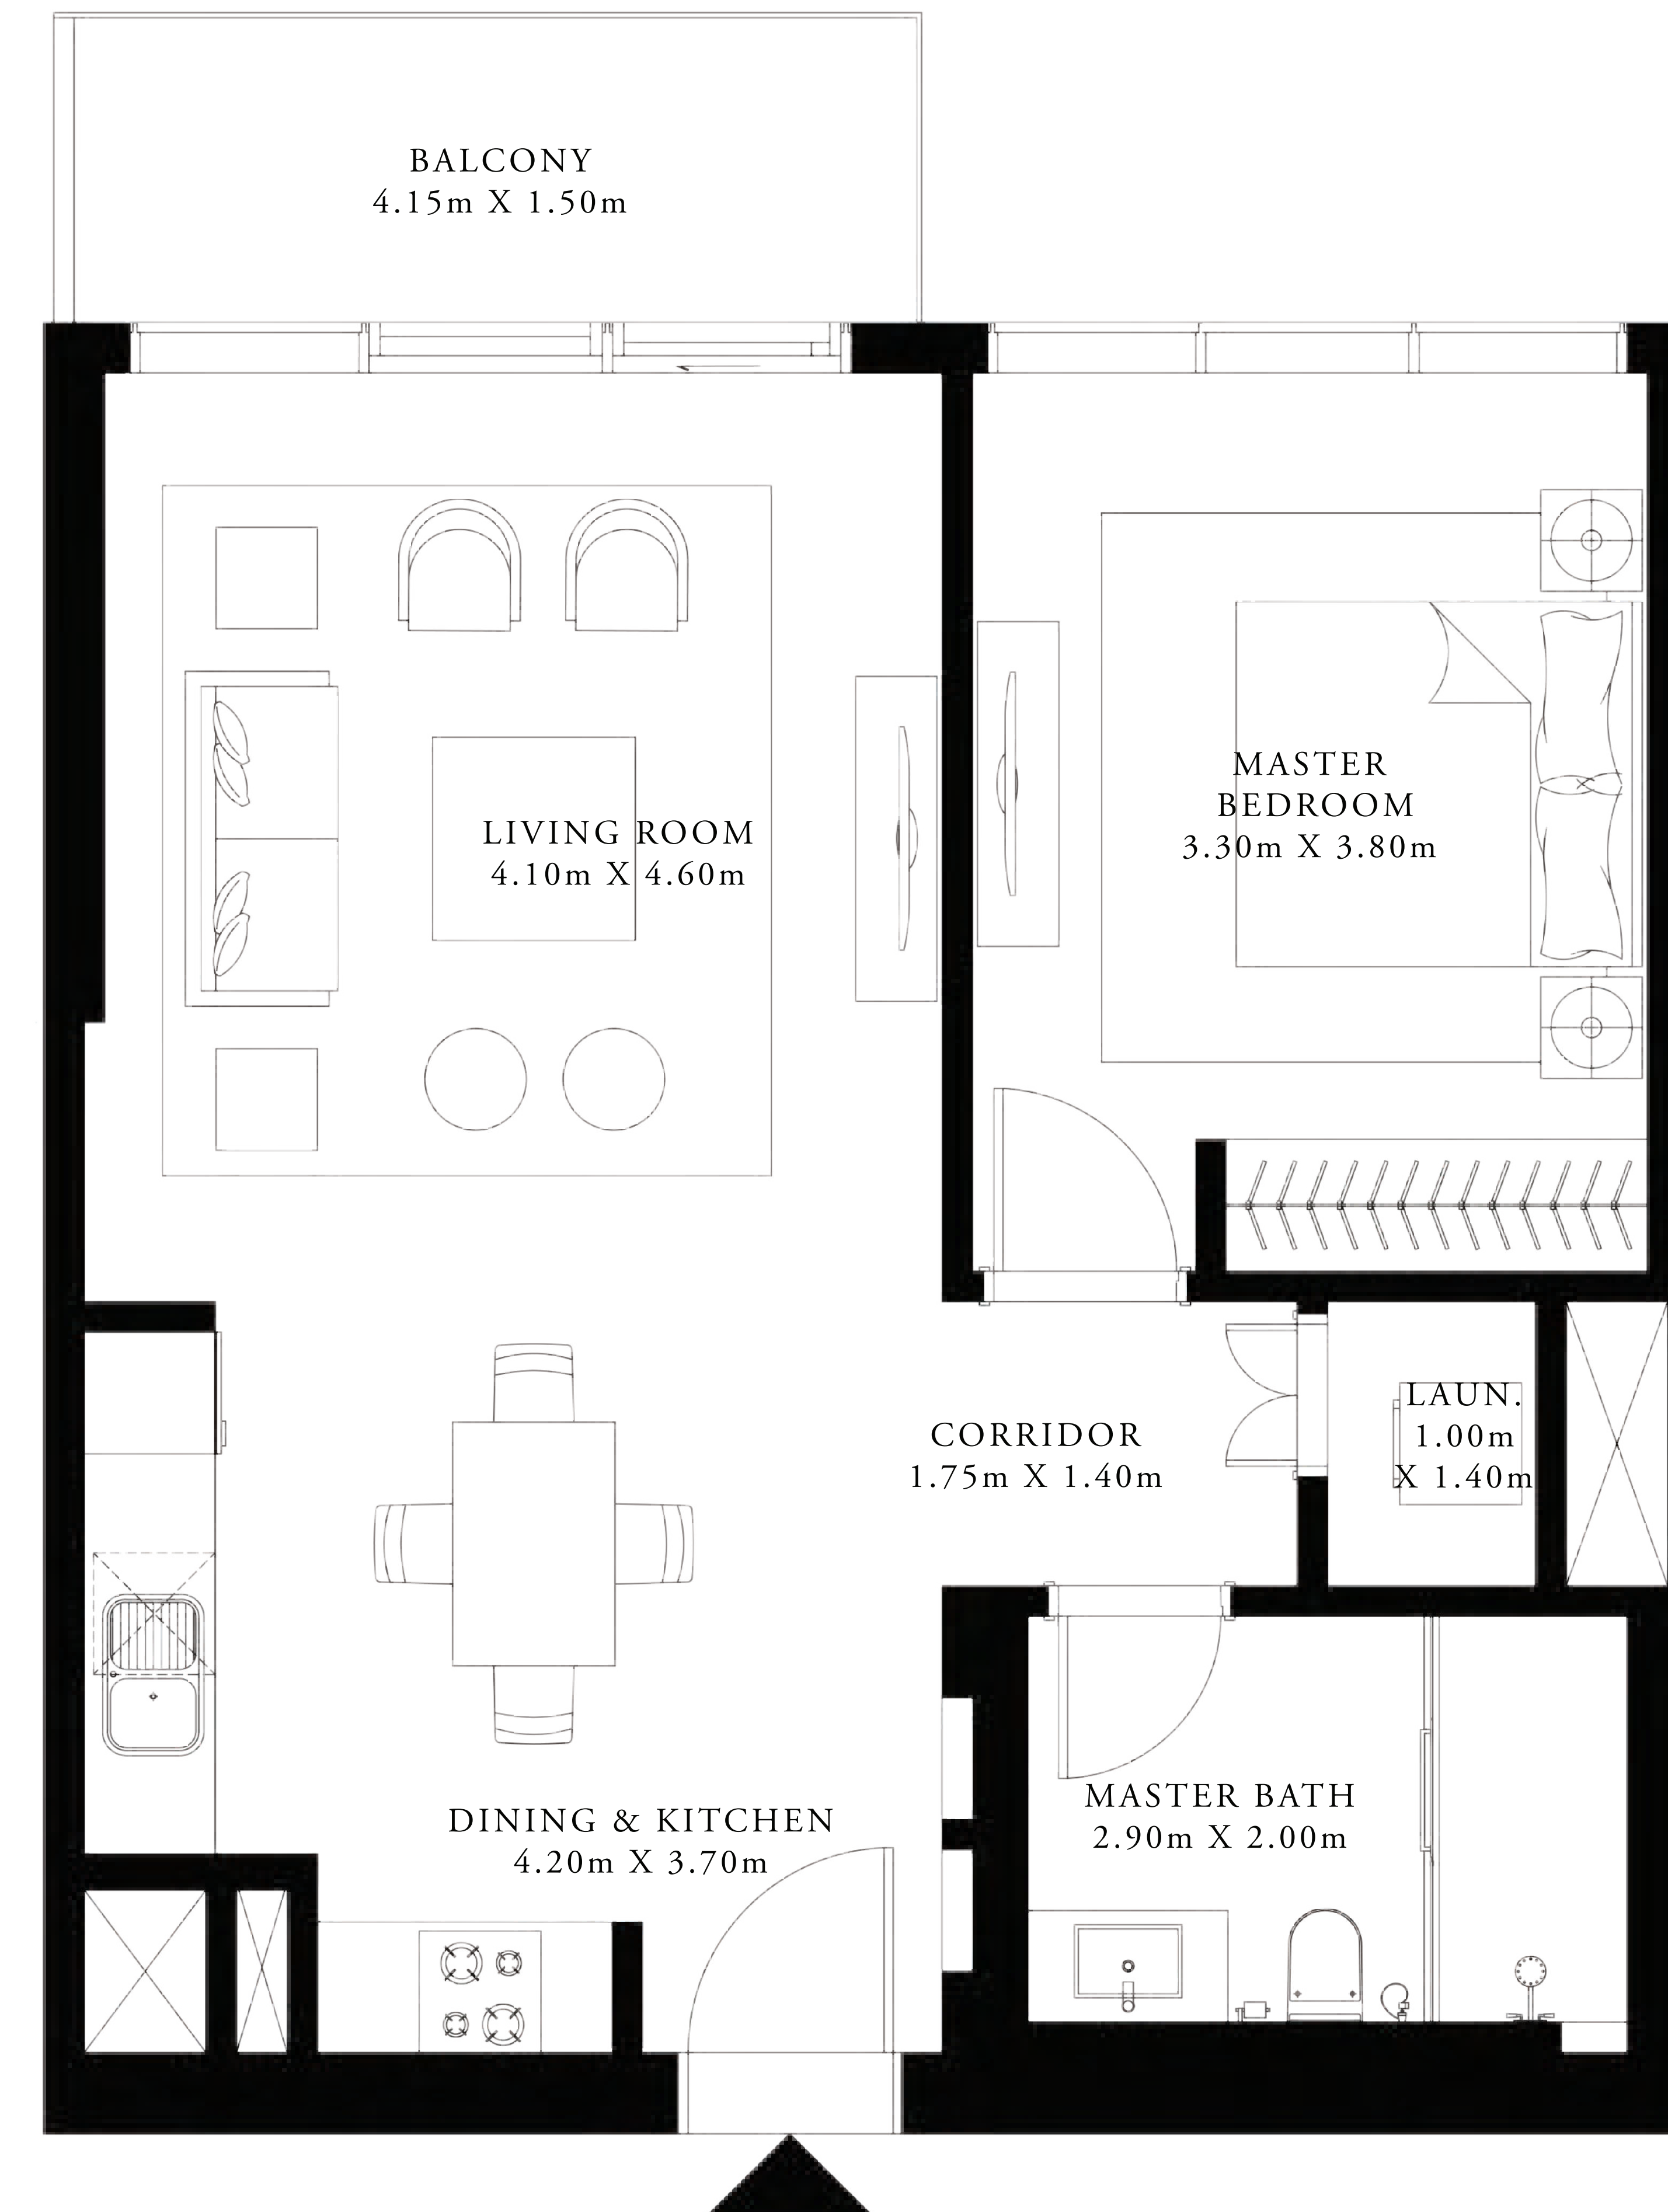 BALCONY
4.15m X 1.50m
MASTER
BEDROOM
3.30m X 3.80m
LIVING ROOM
4.10m X 4.60m
LAUN.
1.00m
X 1.40m
CORRIDOR
1.75m X 1.40m
MASTER BATH
2.90m X 2.00m
DINING & KITCHEN
4.20m X 3.70m